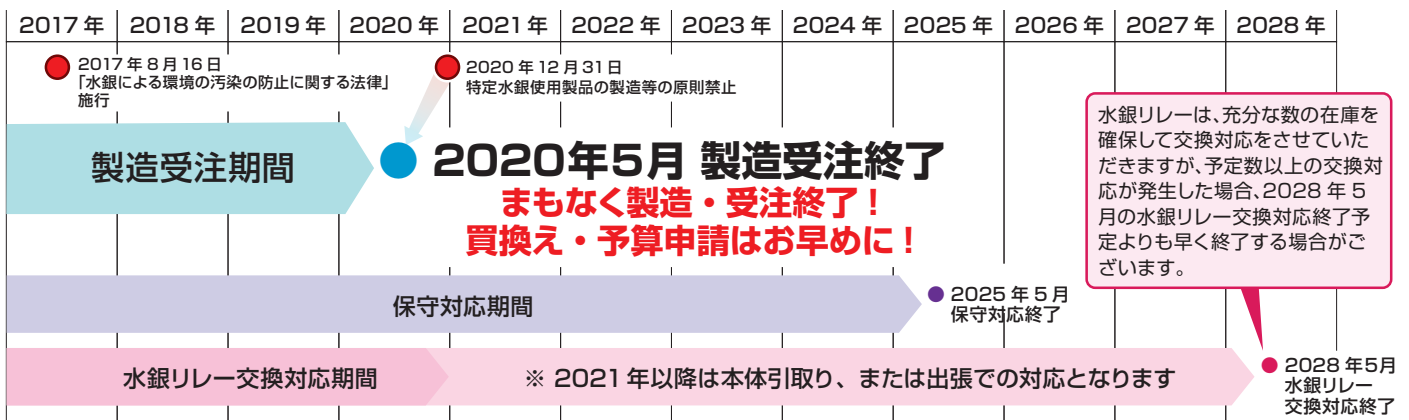 2017年 2018年 2019年 2020年 2021年 2022年 2023年 2024年 2025年 2026年 2027年 2028年
2017年8月16日
「水銀による環境の汚染の防止に関する法律」
施行
2020年12月31日
特定水銀使用製品の製造等の原則禁止
製造受注期間
2020年5月 製造受注終了
まもなく製造・受注終了!
買換え・予算申請はお早めに!
水銀リレーは、充分な数の在庫を
確保して交換対応をさせていた
だきますが、予定数以上の交換対
応が発生した場合、2028年5
月の水銀リレー交換対応終了予
定よりも早く終了する場合がご
ざいます。
保守対応期間
2025年5月
保守対応終了
水銀リレー交換対応期間
※ 2021年以降は本体引取り、または出張での対応となります
2028年5月
水銀リレー
交換対応終了